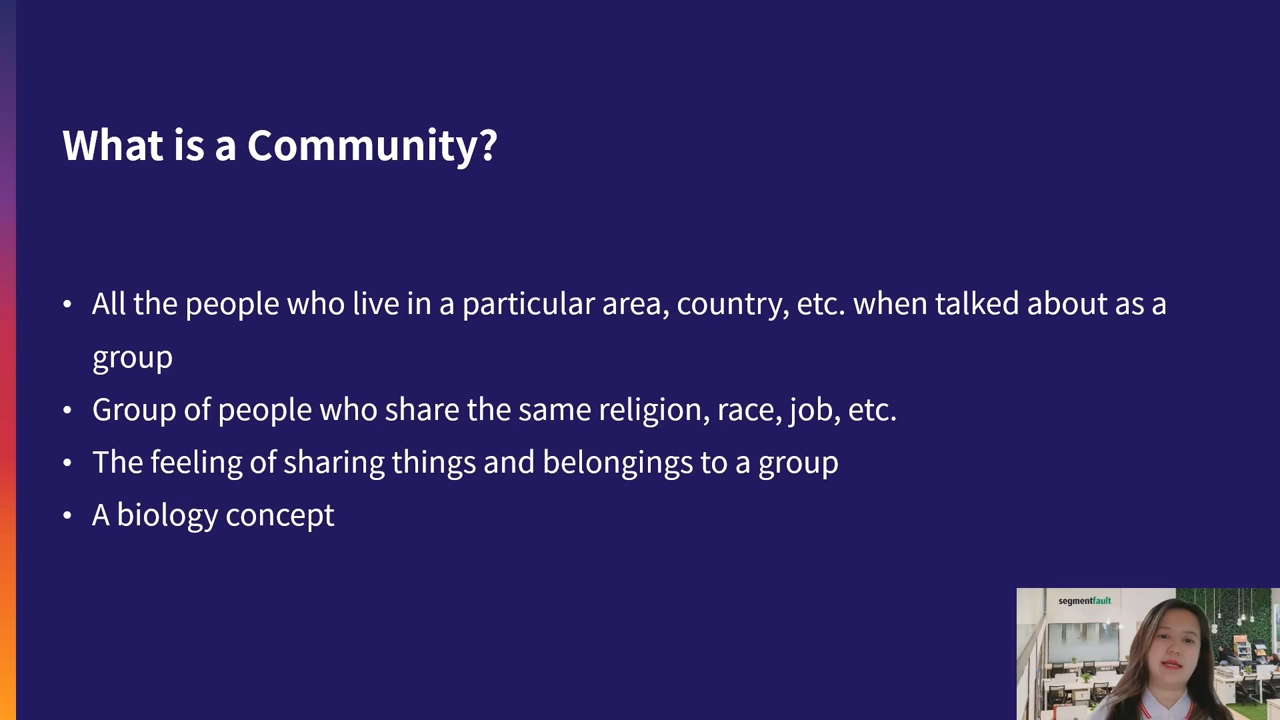 What is a Community?
• All the people who live in a particular area, country, etc. when talked about as a
group
• Group of people who share the same religion, race, job, etc.
• The feeling of sharing things and belongings to a group
• A biology concept
segmentfault